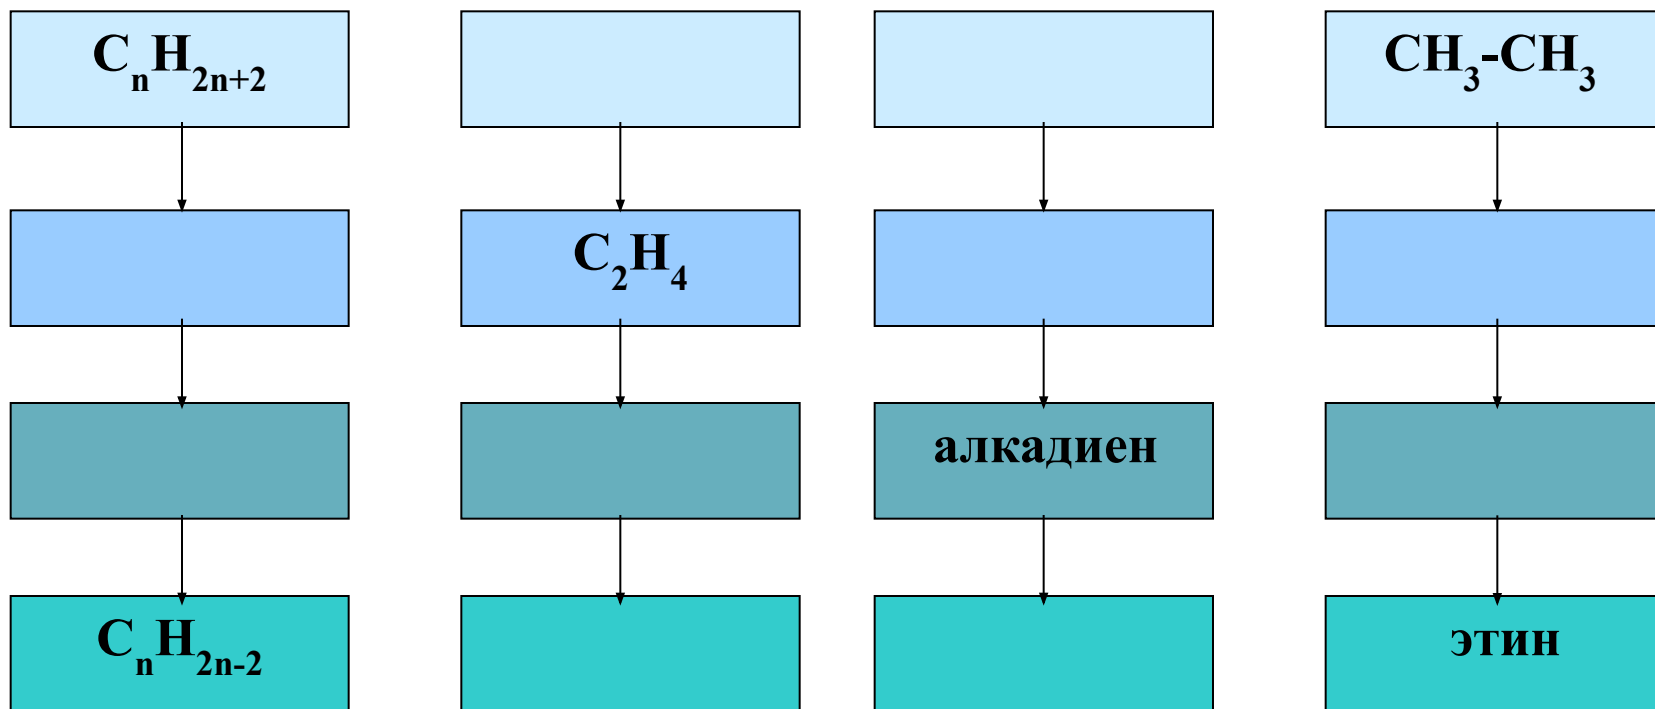 CₙH₂ₙ₊₂
CH₃-CH₃
C₂H₄
алкадиен
CₙH₂ₙ₋₂
этин